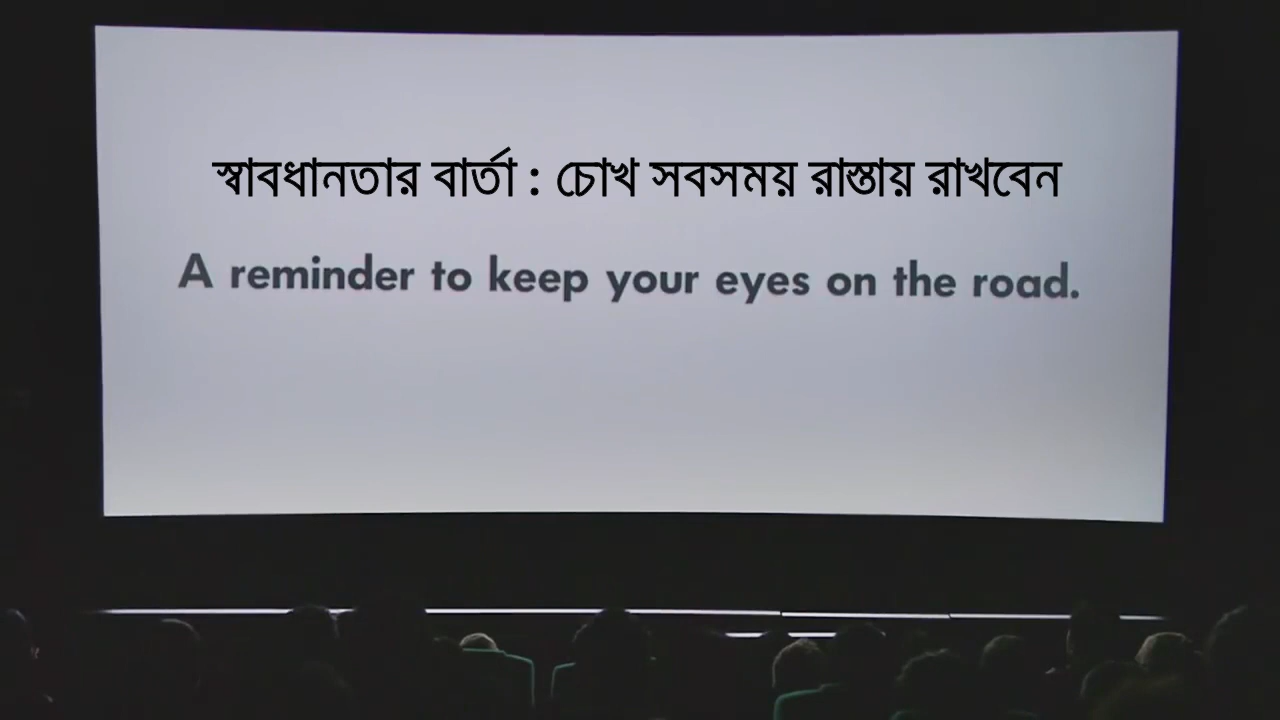 স্বাবধানতার বার্তা : চোখ সবসময় রাস্তায় রাখবেন
A reminder to keep your eyes on the road.